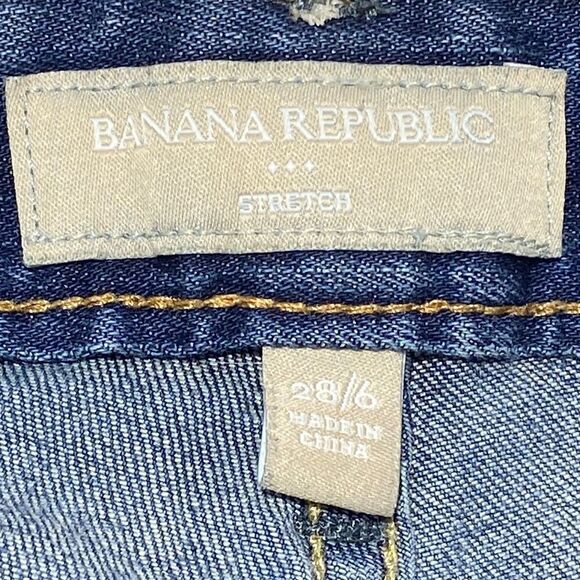 BANANA REPUBLIC
STRETCH
28/6
MADE IN
CHINA